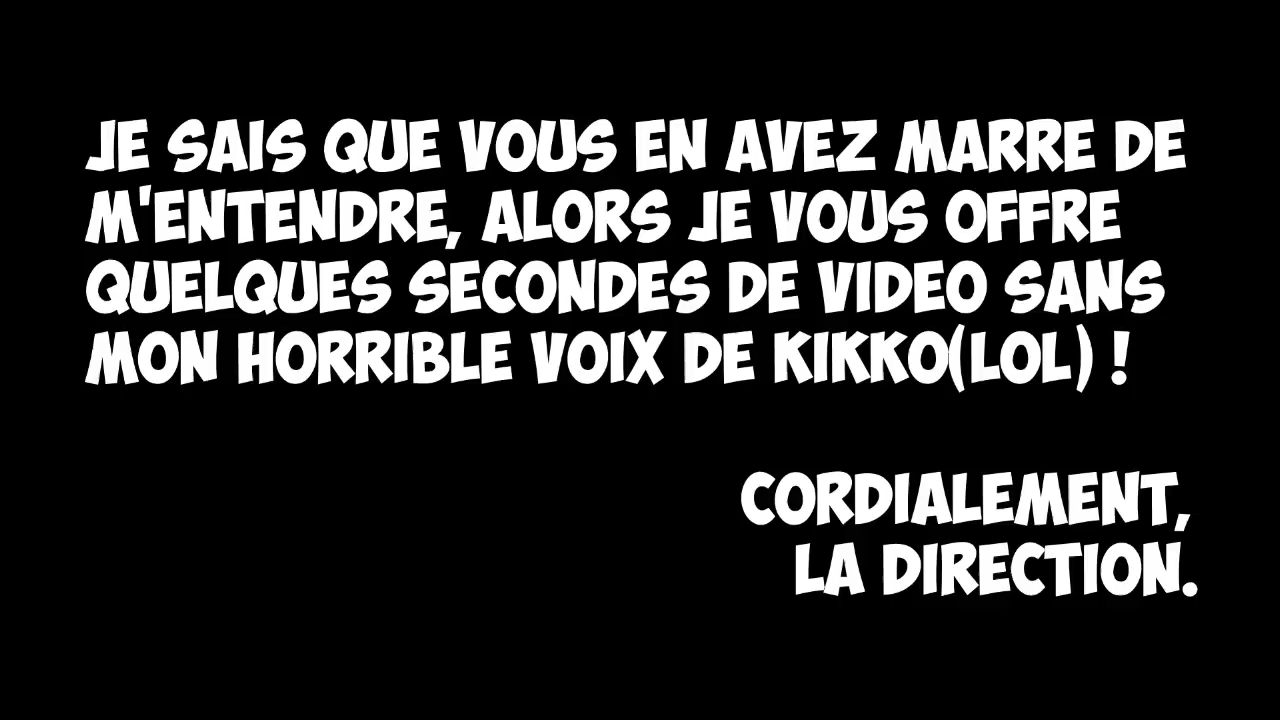 JE SAIS QUE VOUS EN AVEZ MARRE DE
M'ENTENDRE, ALORS JE VOUS OFFRE
QUELQUES SECONDES DE VIDEO SANS
MON HORRIBLE VOIX DE KIKKO(LOL) !
CORDIALEMENT,
LA DIRECTION.